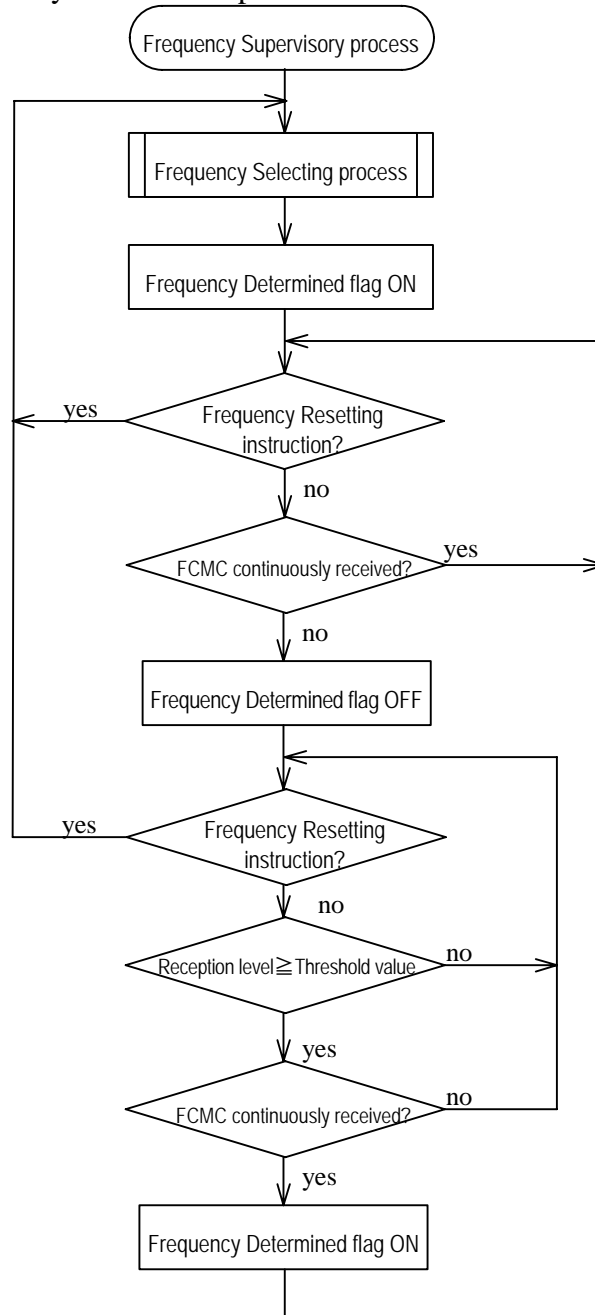 Frequency Supervisory process
Frequency Selecting process
Frequency Determined flag ON
Frequency Resetting
instruction?
yes
no
FCMC continuously received?
yes
no
Frequency Determined flag OFF
Frequency Resetting
instruction?
yes
no
Reception level≧Threshold value
no
yes
FCMC continuously received?
no
yes
Frequency Determined flag ON